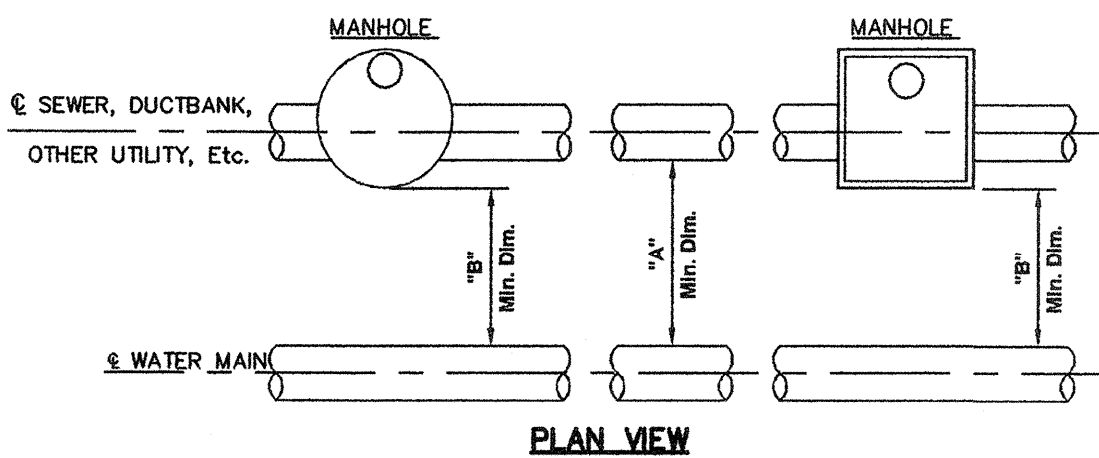 MANHOLE
MANHOLE
℄ SEWER, DUCTBANK,
OTHER UTILITY, Etc.
"B"
Min. Dim.
"A"
Min. Dim.
"B"
Min. Dim.
℄ WATER MAIN
PLAN VIEW